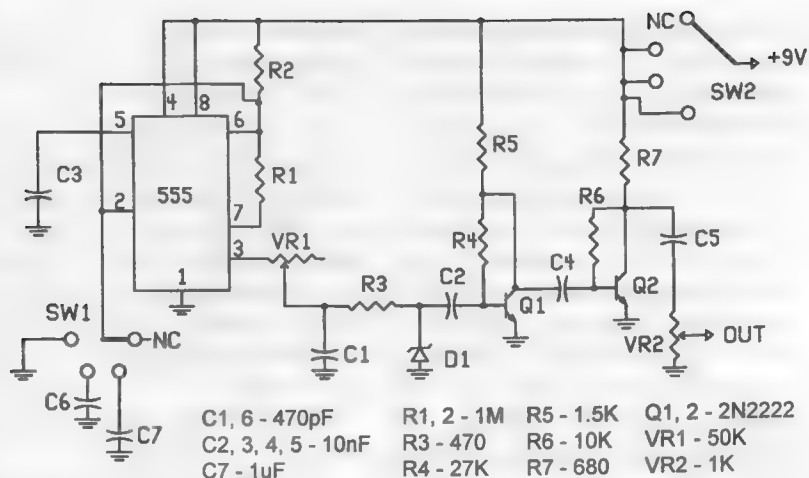 NC
+9V
SW2
R2
4
8
5
6
R5
R7
C3
555
R1
R6
2
7
R4
C5
3
VR1
C4
1
R3
C2
Q2
Q1
SW1
NC
C1
D1
VR2
OUT
C6
C7
C1, 6 - 470pF
C2, 3, 4, 5 - 10nF
C7 - 1uF
R1, 2 - 1M
R3 - 470
R4 - 27K
R5 - 1.5K
R6 - 10K
R7 - 680
Q1, 2 - 2N2222
VR1 - 50K
VR2 - 1K